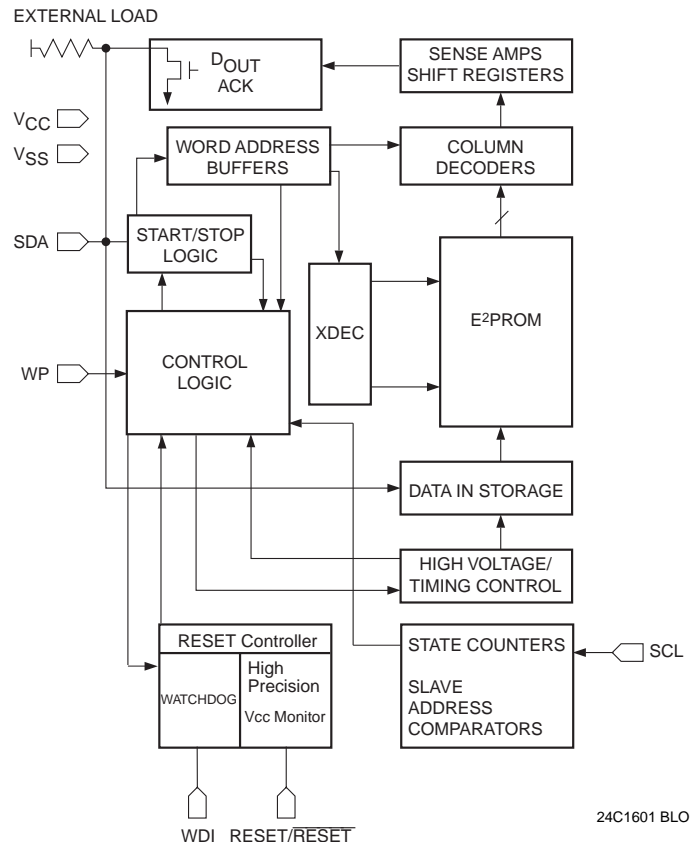 EXTERNAL LOAD
DOUT
ACK
SENSE AMPS
SHIFT REGISTERS
VCC
VSS
WORD ADDRESS
BUFFERS
COLUMN
DECODERS
SDA
START/STOP
LOGIC
XDEC
E2PROM
WP
CONTROL
LOGIC
DATA IN STORAGE
HIGH VOLTAGE/
TIMING CONTROL
RESET Controller
WATCHDOG
High
Precision
Vcc Monitor
STATE COUNTERS
SLAVE
ADDRESS
COMPARATORS
SCL
WDI
RESET/RESET
24C1601 BLO